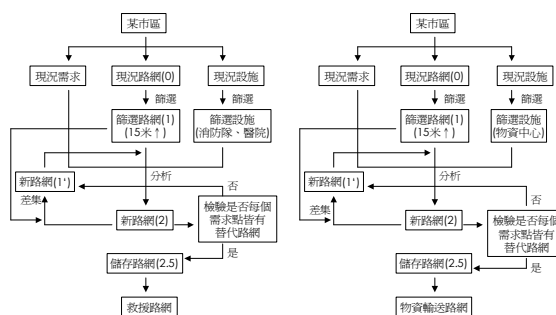 某市區
現況需求
現況路網(0)
現況設施
篩選
篩選
篩選路網(1)
(15米↑)
篩選設施
(消防隊、醫院)
新路網(1')
分析
否
差集
新路網(2)
檢驗是否每個
需求點皆有
替代路網
是
儲存路網(2.5)
救援路網
某市區
現況需求
現況路網(0)
現況設施
篩選
篩選
篩選路網(1)
(15米↑)
篩選設施
(物資中心)
新路網(1')
分析
否
差集
新路網(2)
檢驗是否每個
需求點皆有
替代路網
是
儲存路網(2.5)
物資輸送路網